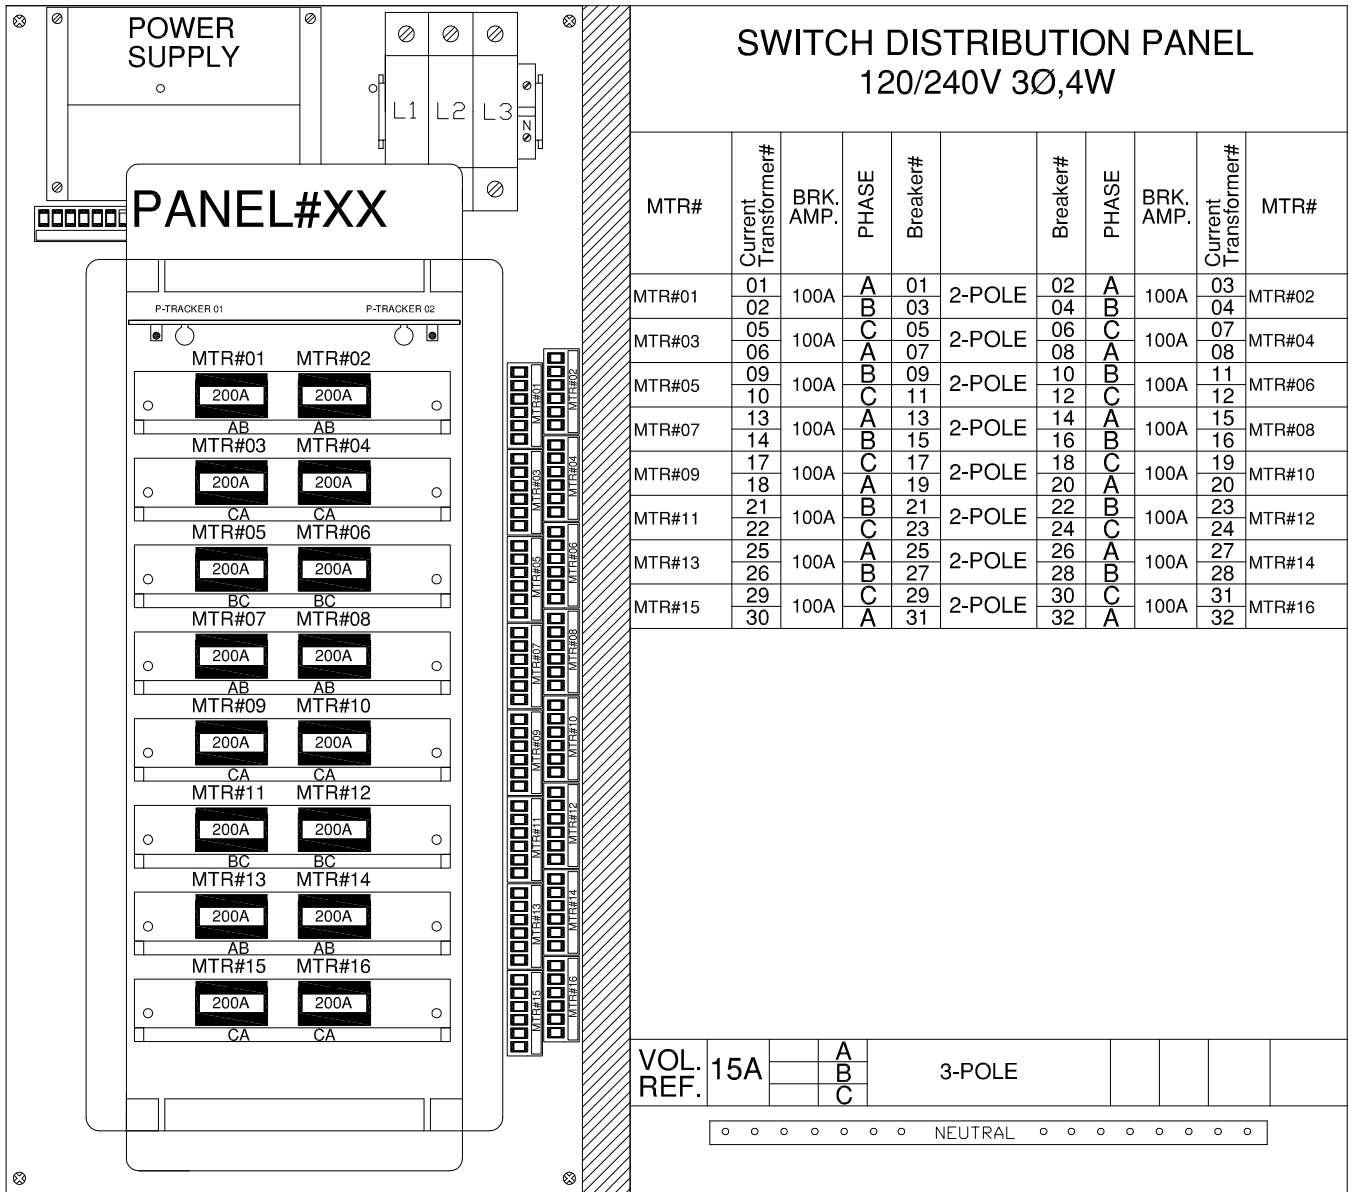 POWER
SUPPLY
L1 L2 L3
N
PANEL#XX
P-TRACKER 01 P-TRACKER 02
MTR#01 MTR#02
200A 200A
AB AB
MTR#03 MTR#04
200A 200A
CA CA
MTR#05 MTR#06
200A 200A
BC BC
MTR#07 MTR#08
200A 200A
AB AB
MTR#09 MTR#10
200A 200A
CA CA
MTR#11 MTR#12
200A 200A
BC BC
MTR#13 MTR#14
200A 200A
AB AB
MTR#15 MTR#16
200A 200A
CA CA
MTR#01
MTR#02
MTR#03
MTR#04
MTR#05
MTR#06
MTR#07
MTR#08
MTR#09
MTR#10
MTR#11
MTR#12
MTR#13
MTR#14
MTR#15
MTR#16
SWITCH DISTRIBUTION PANEL
120/240V 3Ø,4W
MTR# Current Transformer# BRK. AMP. PHASE Breaker# Breaker# PHASE BRK. AMP. Current Transformer# MTR#
MTR#01 01 100A A 01 2-POLE 02 A 100A 03 MTR#02
02 B 03 04 B 04
MTR#03 05 100A C 05 2-POLE 06 C 100A 07 MTR#04
06 A 07 08 A 08
MTR#05 09 100A B 09 2-POLE 10 B 100A 11 MTR#06
10 C 11 12 C 12
MTR#07 13 100A A 13 2-POLE 14 A 100A 15 MTR#08
14 B 15 16 B 16
MTR#09 17 100A C 17 2-POLE 18 C 100A 19 MTR#10
18 A 19 20 A 20
MTR#11 21 100A B 21 2-POLE 22 B 100A 23 MTR#12
22 C 23 24 C 24
MTR#13 25 100A A 25 2-POLE 26 A 100A 27 MTR#14
26 B 27 28 B 28
MTR#15 29 100A C 29 2-POLE 30 C 100A 31 MTR#16
30 A 31 32 A 32
VOL. REF. 15A A 3-POLE
B
C
NEUTRAL